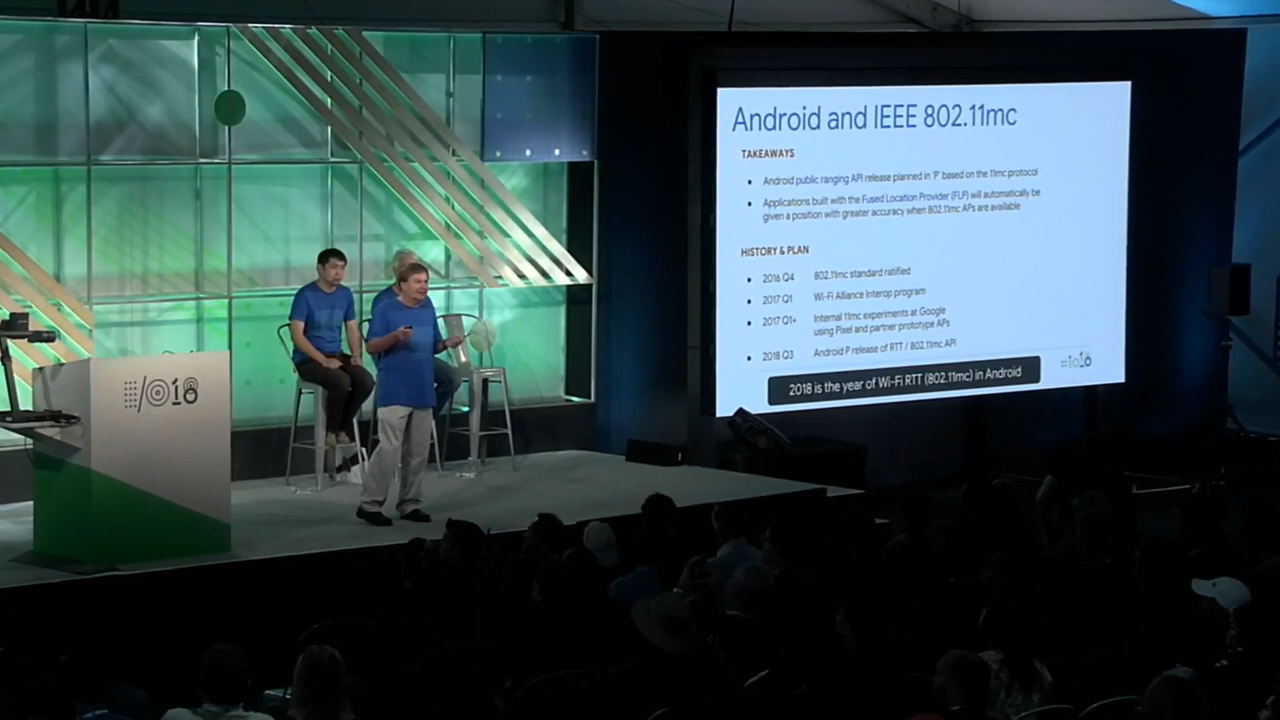 Android and IEEE 802.11mc
TAKEAWAYS
• Android public ranging API release planned in 'P' based on the 11mc protocol
• Applications built with the Fused Location Provider (FLP) will automatically be
given a position with greater accuracy when 802.11mc APs are available
HISTORY & PLAN
• 2016 Q4 802.11mc standard ratified
• 2017 Q1 Wi-Fi Alliance Interop program
• 2017 Q1+ Internal 11mc experiments at Google
using Pixel and partner prototype APs
• 2018 Q3 Android P release of RTT / 802.11mc API
2018 is the year of Wi-Fi RTT (802.11mc) in Android
#io18
I/O18